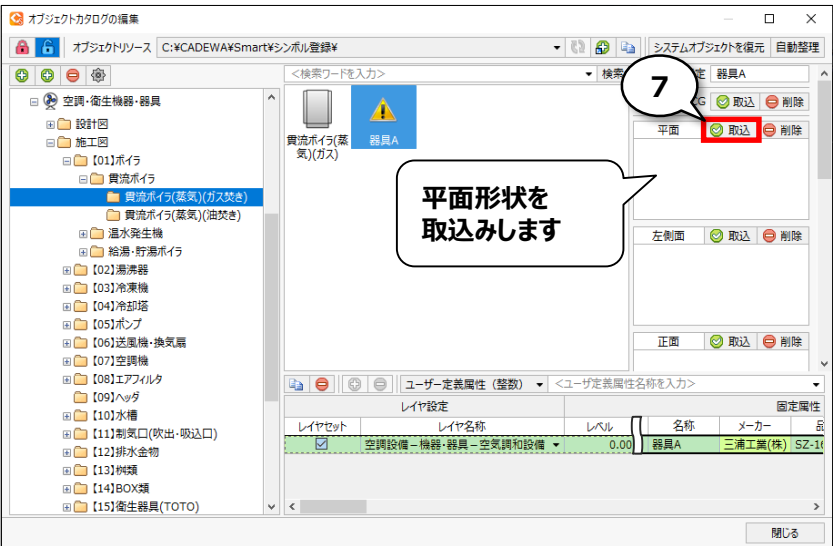 オブジェクトカタログの編集
オブジェクトリソース C:¥CADEWA¥Smart¥シンボル登録¥
システムオブジェクトを復元 自動整理
空調・衛生機器・器具
設計図
施工図
【01】ボイラ
貫流ボイラ
貫流ボイラ(蒸気)(ガス焚き)
貫流ボイラ(蒸気)(油焚き)
温水発生機
給湯・貯湯ボイラ
【02】湯沸器
【03】冷凍機
【04】冷却塔
【05】ポンプ
【06】送風機・換気扇
【07】空調機
【08】エアフィルタ
【09】ヘッダ
【10】水槽
【11】制気口(吹出・吸込口)
【12】排水金物
【13】桝類
【14】BOX類
【15】衛生器具(TOTO)
<検索ワードを入力>
検索
定 器具A
貫流ボイラ(蒸
気)(ガス)
器具A
7
CG 取込 削除
平面 取込 削除
平面形状を
取込みします
左側面 取込 削除
正面 取込 削除
ユーザー定義属性（整数） <ユーザ定義属性名称を入力>
レイヤ設定 固定属性
レイヤセット レイヤ名称 レベル 名称 メーカー
空調設備－機器・器具－空気調和設備 0.00 器具A 三浦工業(株) SZ-16
閉じる